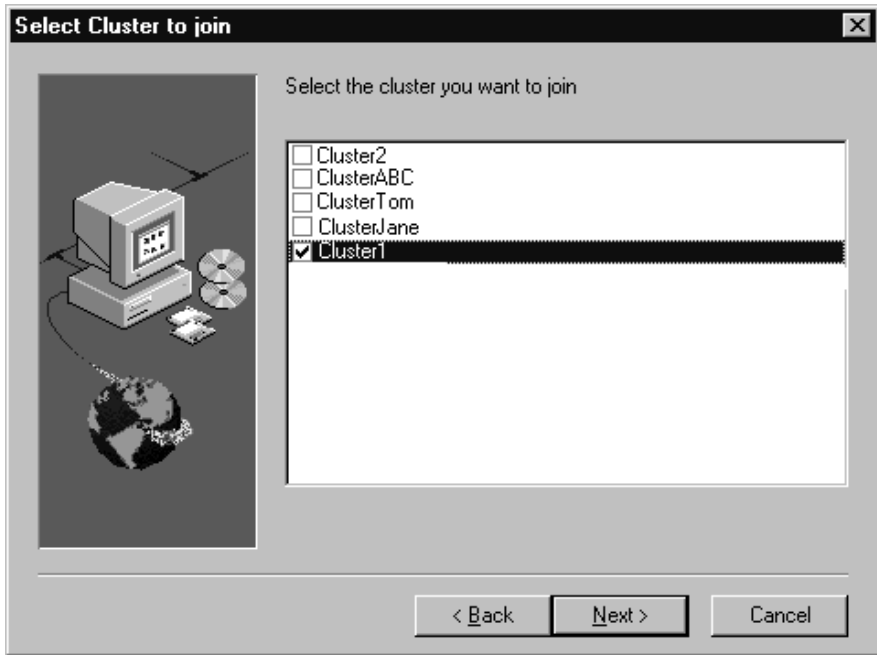 Select Cluster to join
Select the cluster you want to join
Cluster2
ClusterABC
ClusterTom
ClusterJane
Cluster1
< Back
Next >
Cancel